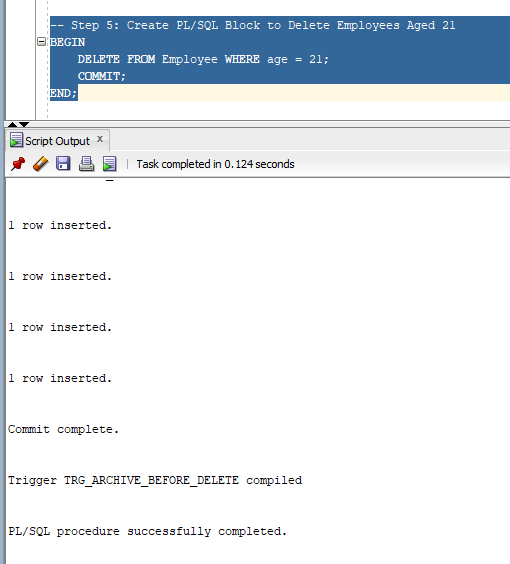 -- Step 5: Create PL/SQL Block to Delete Employees Aged 21
BEGIN
DELETE FROM Employee WHERE age = 21;
COMMIT;
END;
Script Output x
Task completed in 0.124 seconds
1 row inserted.
1 row inserted.
1 row inserted.
1 row inserted.
Commit complete.
Trigger TRG_ARCHIVE_BEFORE_DELETE compiled
PL/SQL procedure successfully completed.